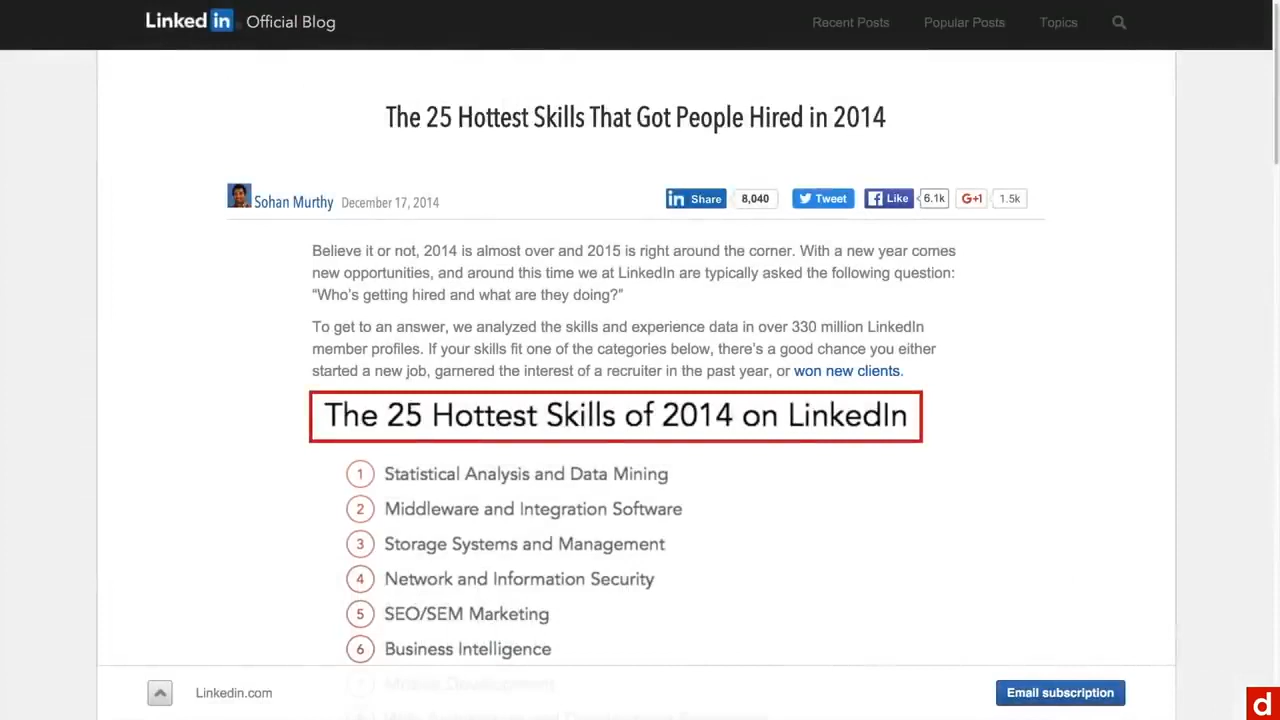 Linked in Official Blog
Recent Posts Popular Posts Topics
The 25 Hottest Skills That Got People Hired in 2014
Sohan Murthy December 17, 2014
in Share 8,040 Tweet Like 6.1k G+1 1.5k
Believe it or not, 2014 is almost over and 2015 is right around the corner. With a new year comes
new opportunities, and around this time we at LinkedIn are typically asked the following question:
“Who’s getting hired and what are they doing?”
To get to an answer, we analyzed the skills and experience data in over 330 million LinkedIn
member profiles. If your skills fit one of the categories below, there’s a good chance you either
started a new job, garnered the interest of a recruiter in the past year, or won new clients.
The 25 Hottest Skills of 2014 on LinkedIn
1 Statistical Analysis and Data Mining
2 Middleware and Integration Software
3 Storage Systems and Management
4 Network and Information Security
5 SEO/SEM Marketing
6 Business Intelligence
Linkedin.com
Email subscription
d